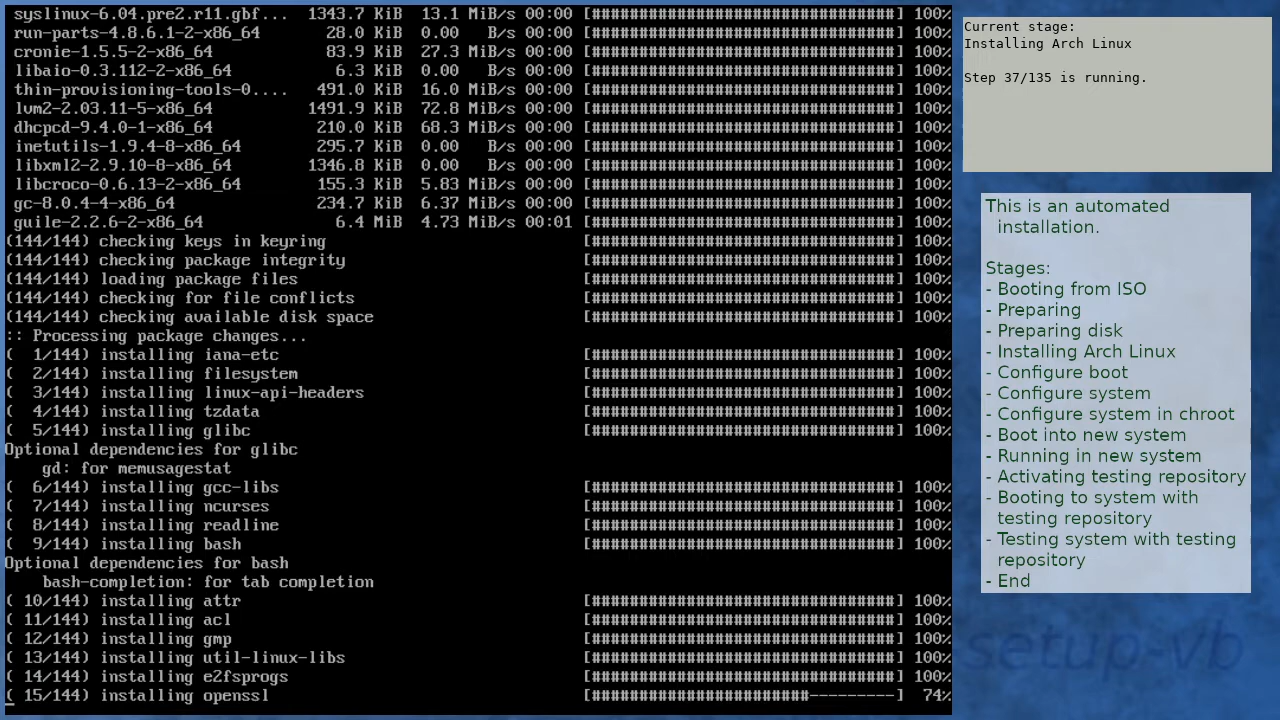 syslinux-6.04.pre2.r11.gbf... 1343.7 KiB 13.1 MiB/s 00:00 [################################] 100%
run-parts-4.8.6.1-2-x86_64 28.0 KiB 0.00 B/s 00:00 [################################] 100%
cronie-1.5.5-2-x86_64 83.9 KiB 27.3 MiB/s 00:00 [################################] 100%
libaio-0.3.112-2-x86_64 6.3 KiB 0.00 B/s 00:00 [################################] 100%
thin-provisioning-tools-0.... 491.0 KiB 16.0 MiB/s 00:00 [################################] 100%
lvm2-2.03.11-5-x86_64 1491.9 KiB 72.8 MiB/s 00:00 [################################] 100%
dhcpcd-9.4.0-1-x86_64 210.0 KiB 68.3 MiB/s 00:00 [################################] 100%
inetutils-1.9.4-8-x86_64 295.7 KiB 0.00 B/s 00:00 [################################] 100%
libxml2-2.9.10-8-x86_64 1346.8 KiB 0.00 B/s 00:00 [################################] 100%
libcroco-0.6.13-2-x86_64 155.3 KiB 5.83 MiB/s 00:00 [################################] 100%
gc-8.0.4-4-x86_64 234.7 KiB 6.37 MiB/s 00:00 [################################] 100%
guile-2.2.6-2-x86_64 6.4 MiB 4.73 MiB/s 00:01 [################################] 100%
(144/144) checking keys in keyring [################################] 100%
(144/144) checking package integrity [################################] 100%
(144/144) loading package files [################################] 100%
(144/144) checking for file conflicts [################################] 100%
(144/144) checking available disk space [################################] 100%
:: Processing package changes...
( 1/144) installing iana-etc [################################] 100%
( 2/144) installing filesystem [################################] 100%
( 3/144) installing linux-api-headers [################################] 100%
( 4/144) installing tzdata [################################] 100%
( 5/144) installing glibc [################################] 100%
Optional dependencies for glibc
gd: for memusagestat
( 6/144) installing gcc-libs [################################] 100%
( 7/144) installing ncurses [################################] 100%
( 8/144) installing readline [################################] 100%
( 9/144) installing bash [################################] 100%
Optional dependencies for bash
bash-completion: for tab completion
( 10/144) installing attr [################################] 100%
( 11/144) installing acl [################################] 100%
( 12/144) installing gmp [################################] 100%
( 13/144) installing util-linux-libs [################################] 100%
( 14/144) installing e2fsprogs [################################] 100%
( 15/144) installing openssl [#######################---------] 74%
Current stage:
Installing Arch Linux
Step 37/135 is running.
This is an automated
installation.
Stages:
- Booting from ISO
- Preparing
- Preparing disk
- Installing Arch Linux
- Configure boot
- Configure system
- Configure system in chroot
- Boot into new system
- Running in new system
- Activating testing repository
- Booting to system with
testing repository
- Testing system with testing
repository
- End
setup-vb